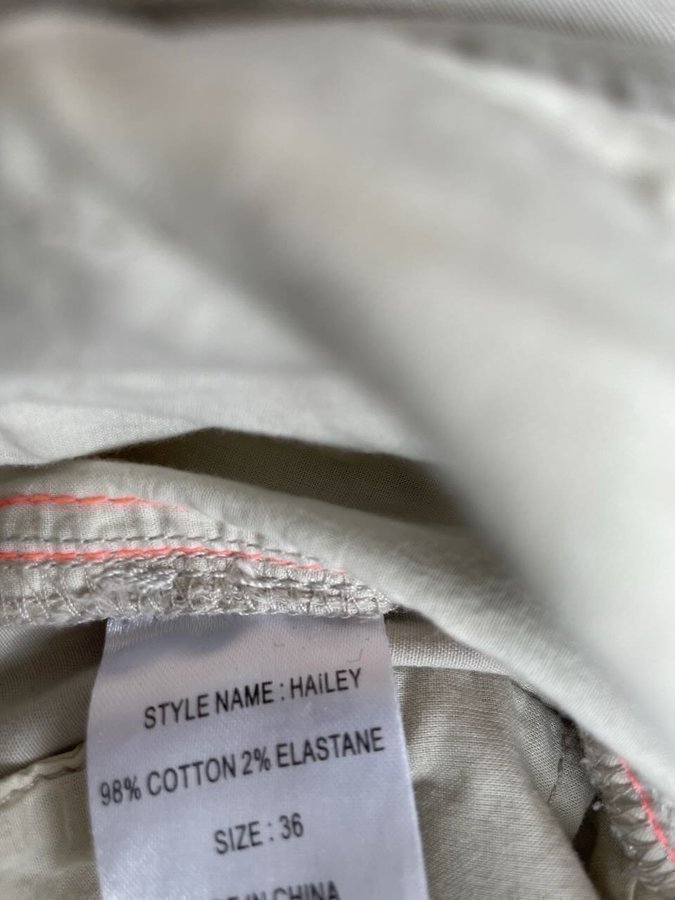 STYLE NAME : HAiLEY
98% COTTON 2% ELASTANE
SIZE : 36
IN CHINA